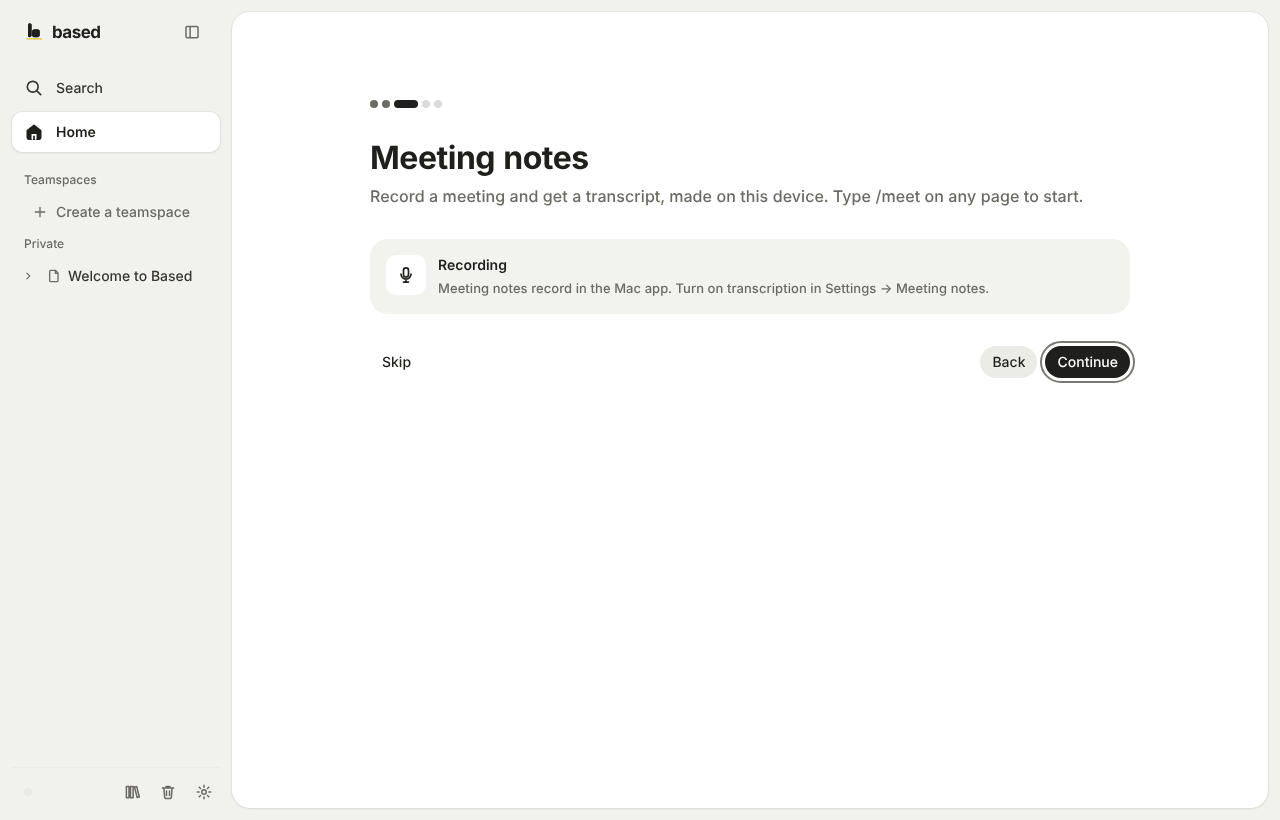 based
Search
Home
Teamspaces
Create a teamspace
Private
Welcome to Based
Meeting notes
Record a meeting and get a transcript, made on this device. Type /meet on any page to start.
Recording
Meeting notes record in the Mac app. Turn on transcription in Settings → Meeting notes.
Skip
Back
Continue